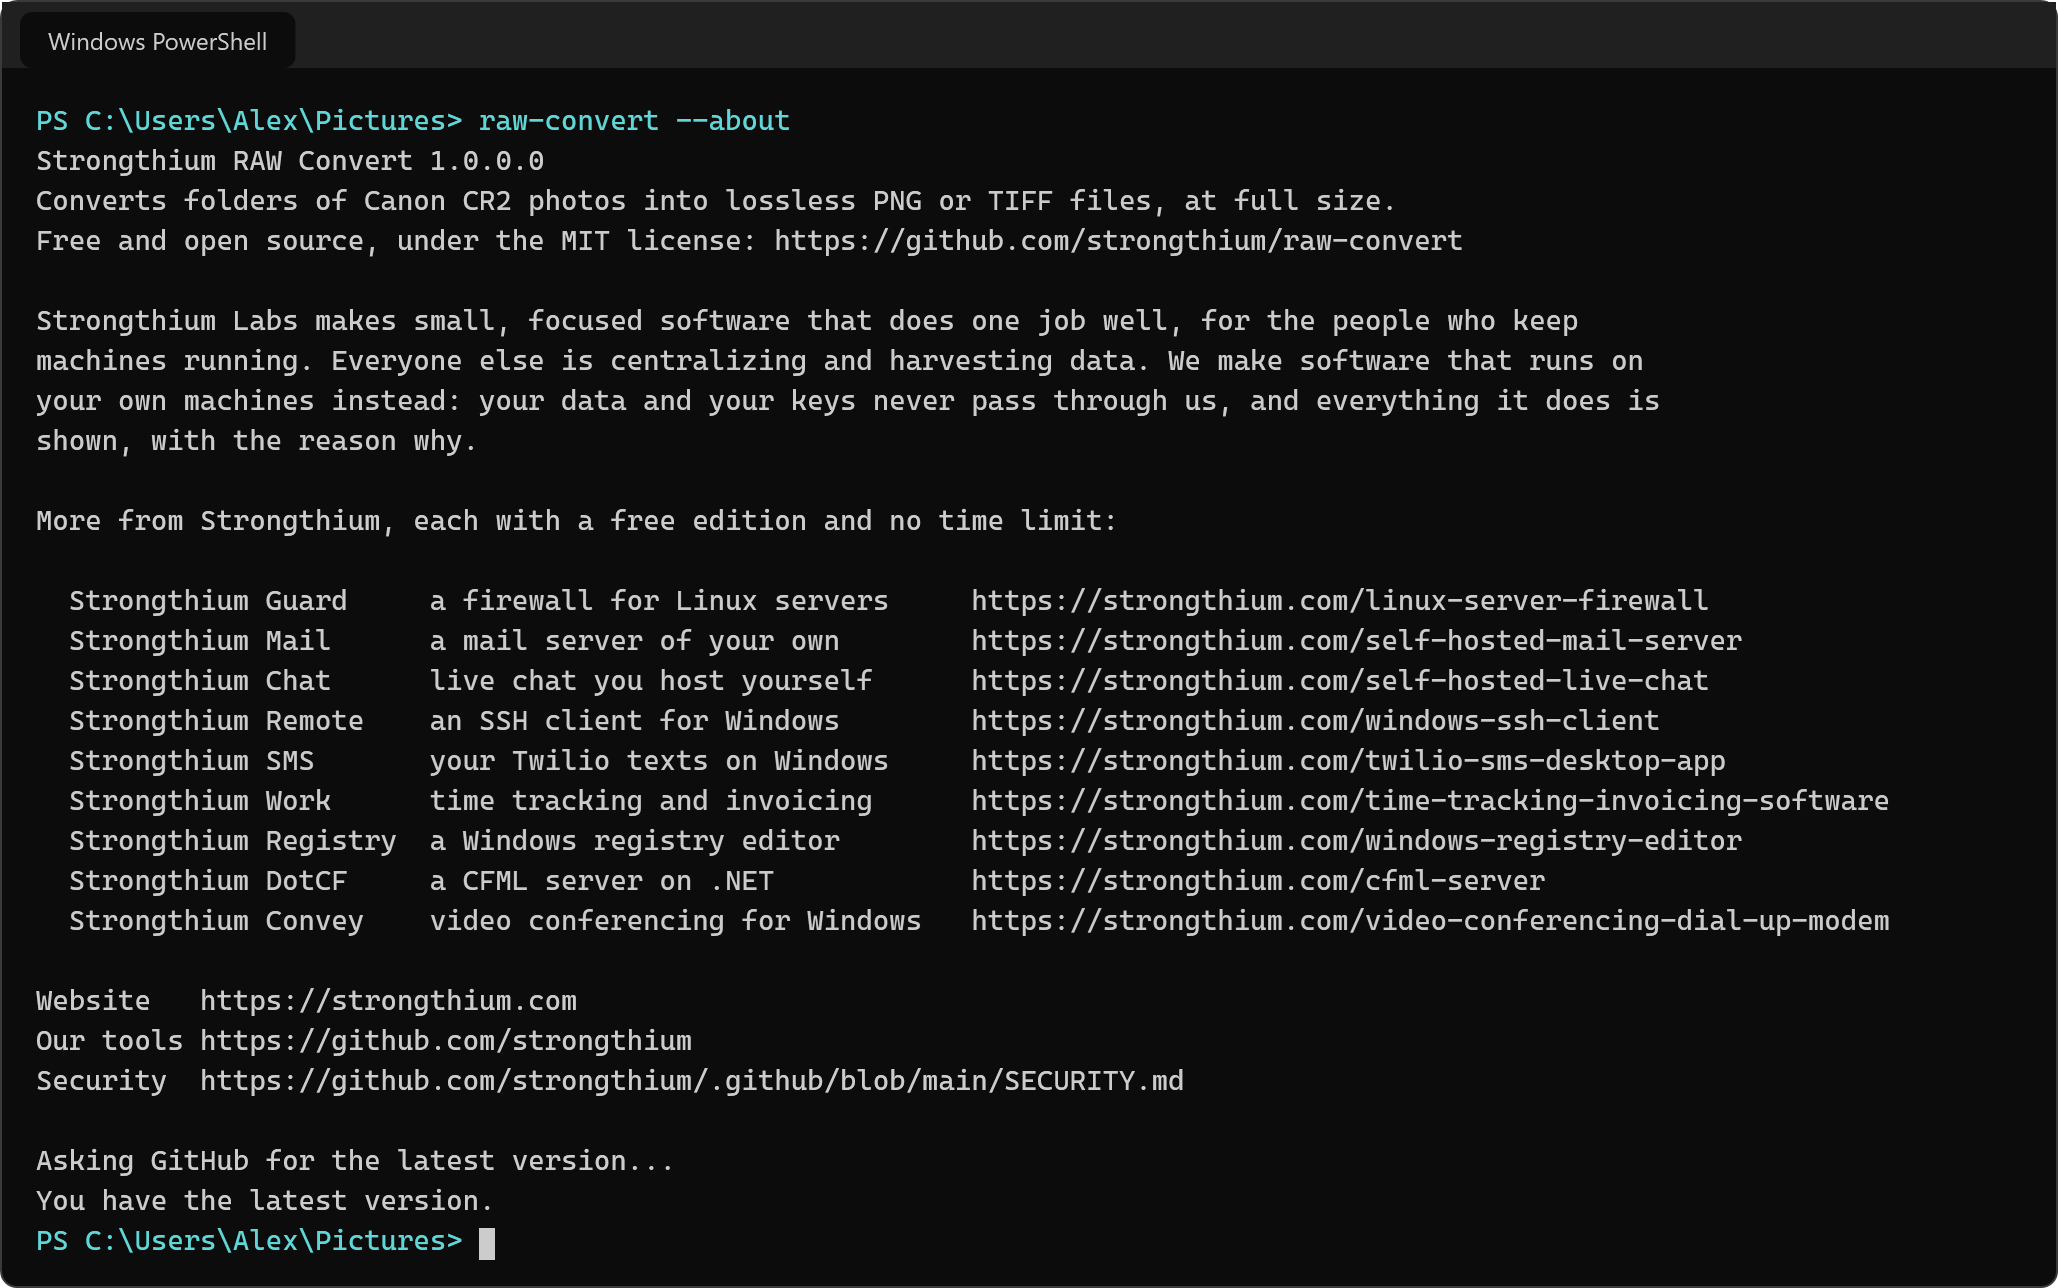 Windows PowerShell
PS C:\Users\Alex\Pictures> raw-convert --about
Strongthium RAW Convert 1.0.0.0
Converts folders of Canon CR2 photos into lossless PNG or TIFF files, at full size.
Free and open source, under the MIT license: https://github.com/strongthium/raw-convert
Strongthium Labs makes small, focused software that does one job well, for the people who keep
machines running. Everyone else is centralizing and harvesting data. We make software that runs on
your own machines instead: your data and your keys never pass through us, and everything it does is
shown, with the reason why.
More from Strongthium, each with a free edition and no time limit:
Strongthium Guard a firewall for Linux servers https://strongthium.com/linux-server-firewall
Strongthium Mail a mail server of your own https://strongthium.com/self-hosted-mail-server
Strongthium Chat live chat you host yourself https://strongthium.com/self-hosted-live-chat
Strongthium Remote an SSH client for Windows https://strongthium.com/windows-ssh-client
Strongthium SMS your Twilio texts on Windows https://strongthium.com/twilio-sms-desktop-app
Strongthium Work time tracking and invoicing https://strongthium.com/time-tracking-invoicing-software
Strongthium Registry a Windows registry editor https://strongthium.com/windows-registry-editor
Strongthium DotCF a CFML server on .NET https://strongthium.com/cfml-server
Strongthium Convey video conferencing for Windows https://strongthium.com/video-conferencing-dial-up-modem
Website https://strongthium.com
Our tools https://github.com/strongthium
Security https://github.com/strongthium/.github/blob/main/SECURITY.md
Asking GitHub for the latest version...
You have the latest version.
PS C:\Users\Alex\Pictures>